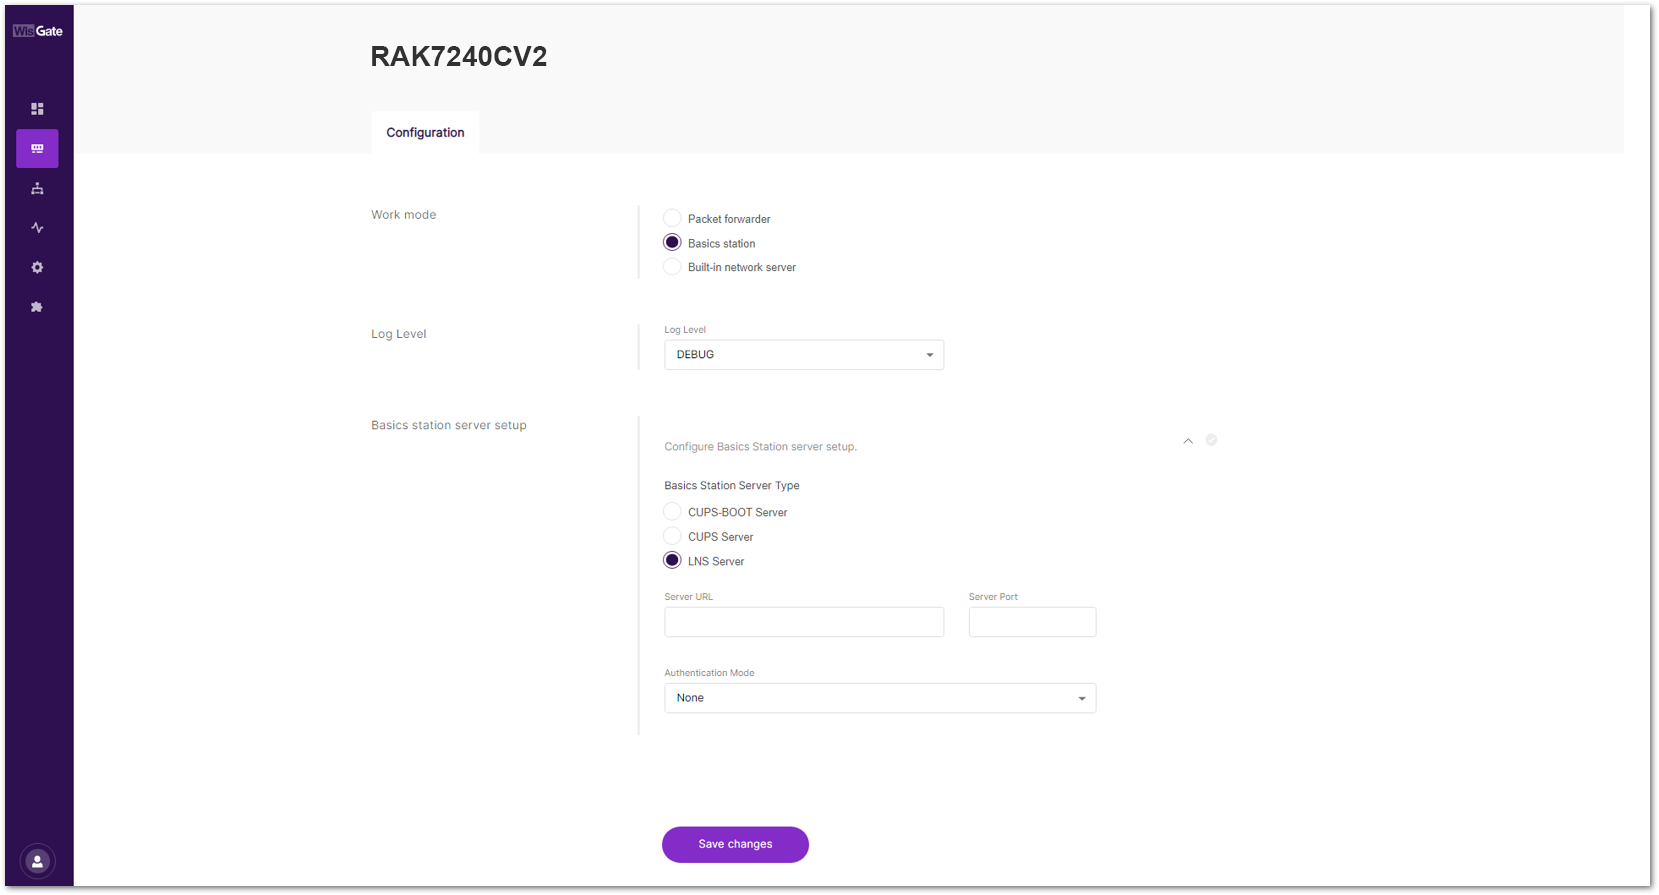 WisGate
RAK7240CV2
Configuration
Work mode
Packet forwarder
Basics station
Built-in network server
Log Level
Log Level
DEBUG
Basics station server setup
Configure Basics Station server setup.
Basics Station Server Type
CUPS-BOOT Server
CUPS Server
LNS Server
Server URL
Server Port
Authentication Mode
None
Save changes